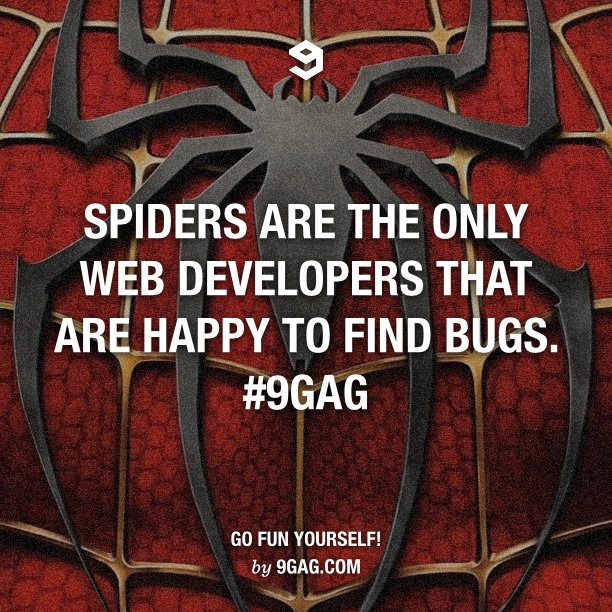 9
SPIDERS ARE THE ONLY
WEB DEVELOPERS THAT
ARE HAPPY TO FIND BUGS.
#9GAG
GO FUN YOURSELF!
by 9GAG.COM